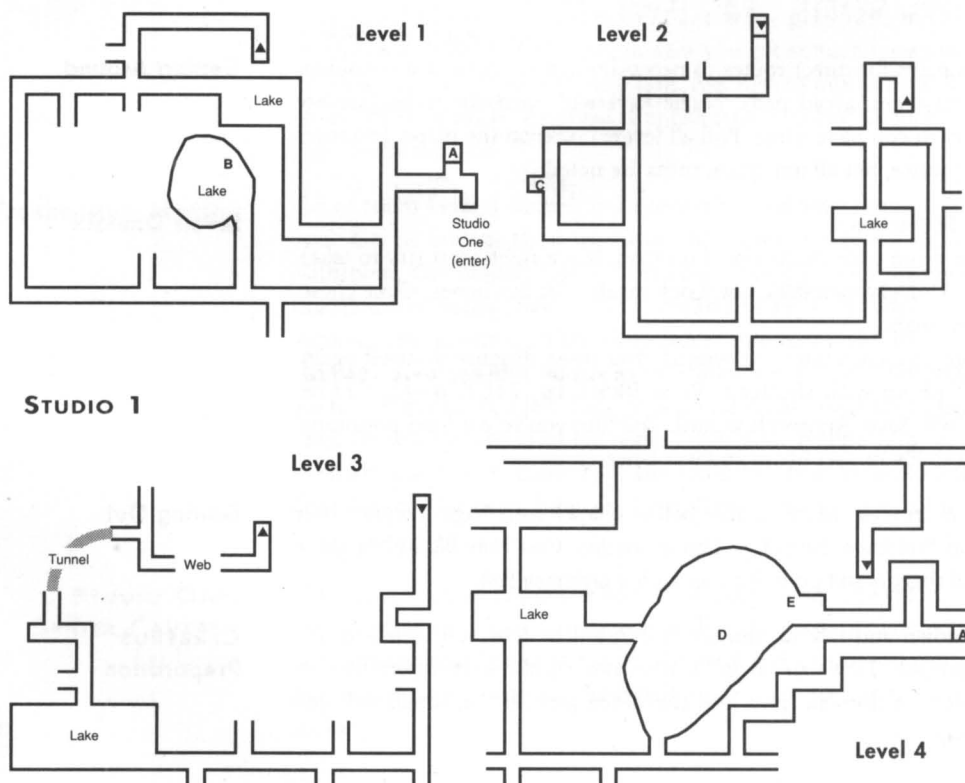 Level 1
Lake
B
Lake
A
Studio
One
(enter)
Level 2
C
Lake
STUDIO 1
Level 3
Tunnel
Web
Lake
Lake
E
D
A
Level 4